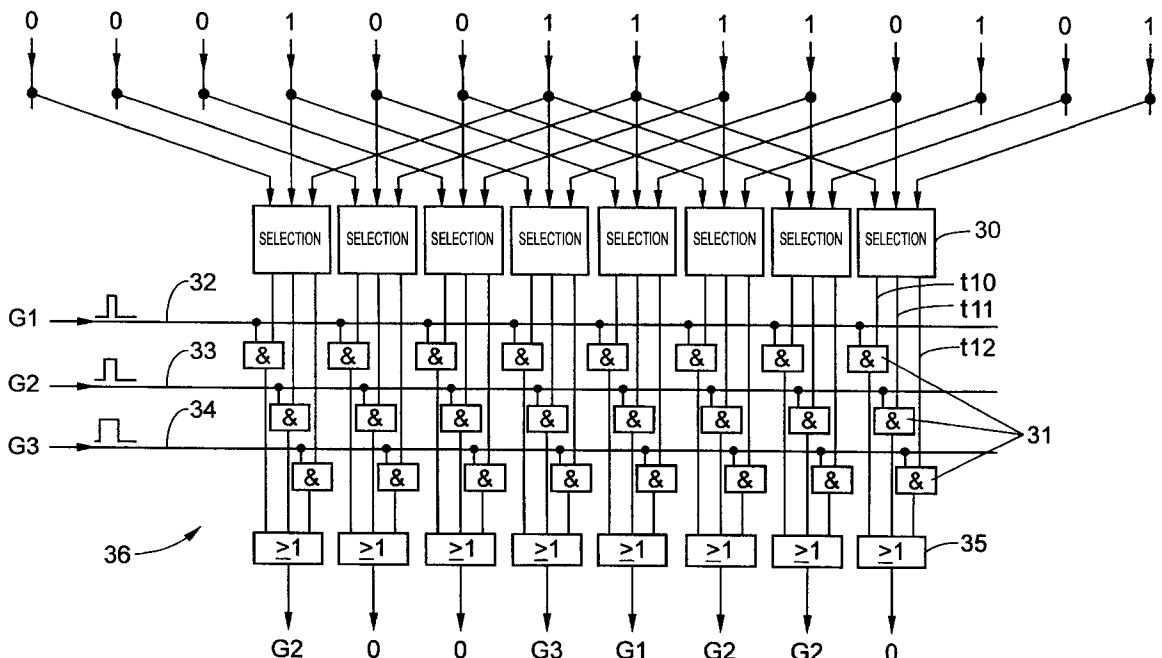 0 0 0 1 0 0 1 1 1 1 0 1 0 1
SELECTION SELECTION SELECTION SELECTION SELECTION SELECTION SELECTION SELECTION 30
t10
32
t11
G1
& & & & & & & &
t12
33
G2
& & & & & & & &
34
31
G3
& & & & & & & &
36
≥1 ≥1 ≥1 ≥1 ≥1 ≥1 ≥1 ≥1 35
G2 0 0 G3 G1 G2 G2 0